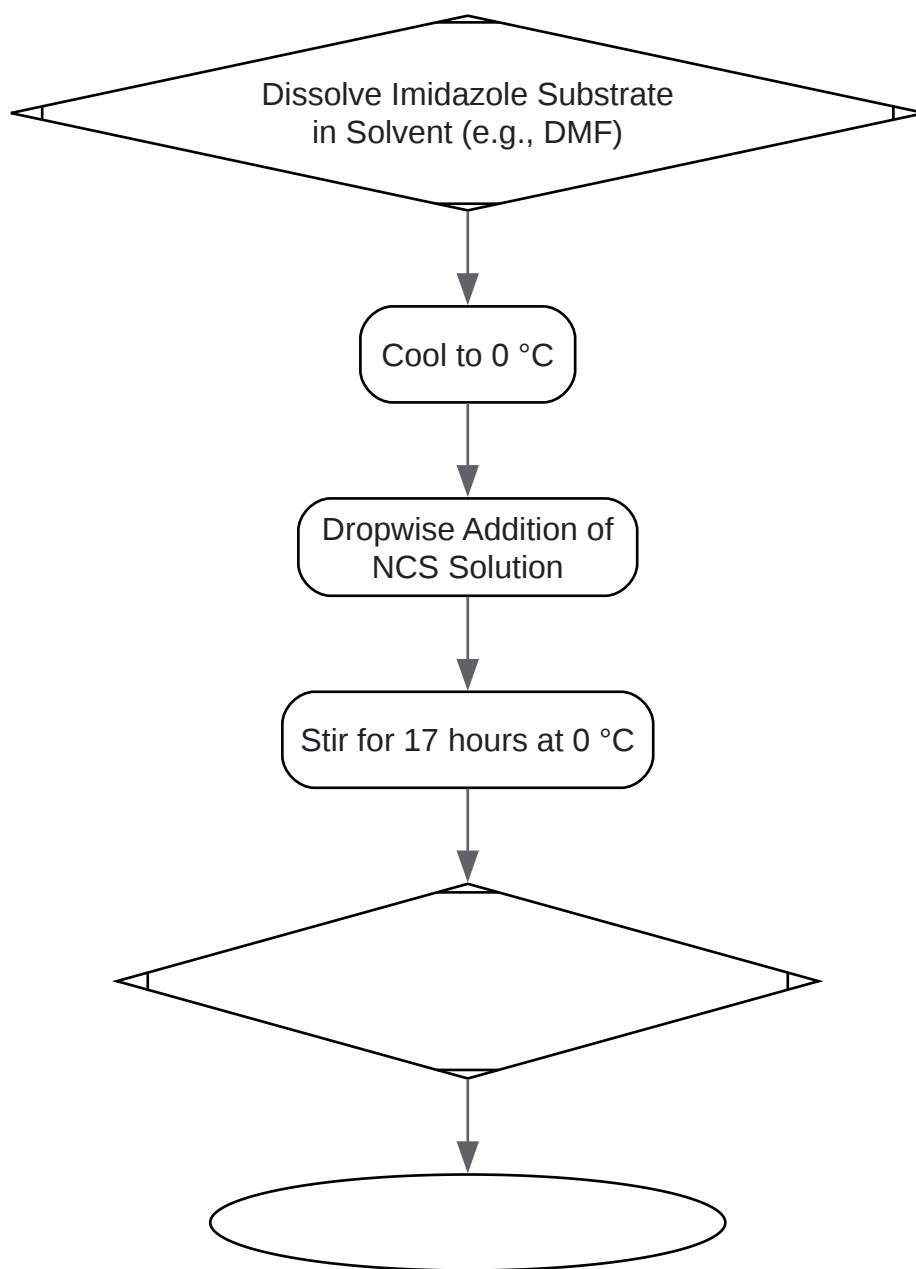 Dissolve Imidazole Substrate
in Solvent (e.g., DMF)
Cool to 0 °C
Dropwise Addition of
NCS Solution
Stir for 17 hours at 0 °C